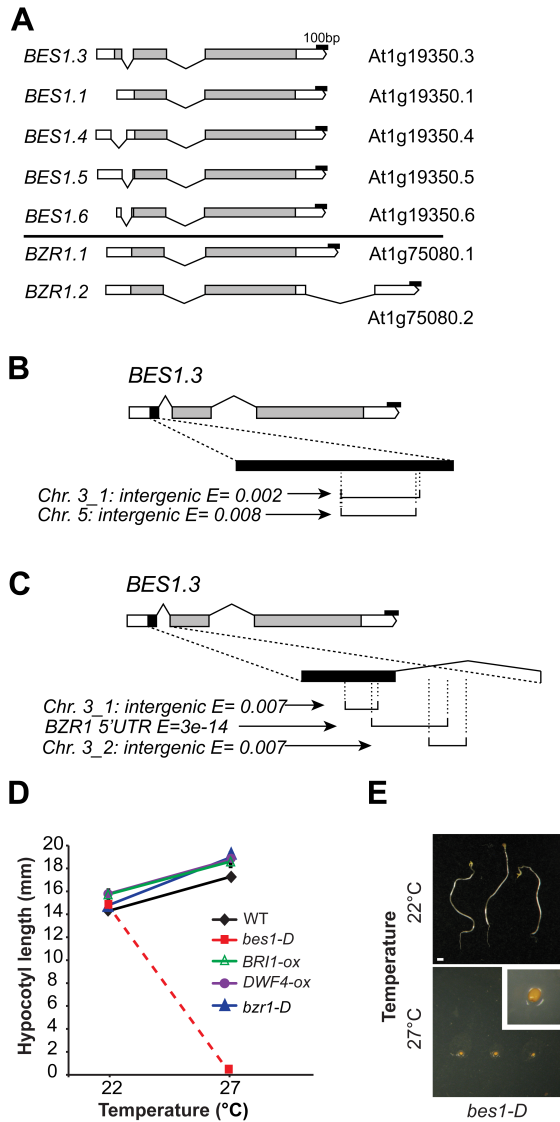 A
100bp
BES1.3 At1g19350.3
BES1.1 At1g19350.1
BES1.4 At1g19350.4
BES1.5 At1g19350.5
BES1.6 At1g19350.6
BZR1.1 At1g75080.1
BZR1.2
At1g75080.2
B
BES1.3
Chr. 3_1: intergenic E= 0.002
Chr. 5: intergenic E= 0.008
C
BES1.3
Chr. 3_1: intergenic E= 0.007
BZR1 5'UTR E=3e-14
Chr. 3_2: intergenic E= 0.007
D
Hypocotyl length (mm)
20
18
16
14
12
10
8
6
4
2
0
22 27
Temperature (°C)
WT
bes1-D
BRI1-ox
DWF4-ox
bzr1-D
E
Temperature
22°C
27°C
bes1-D